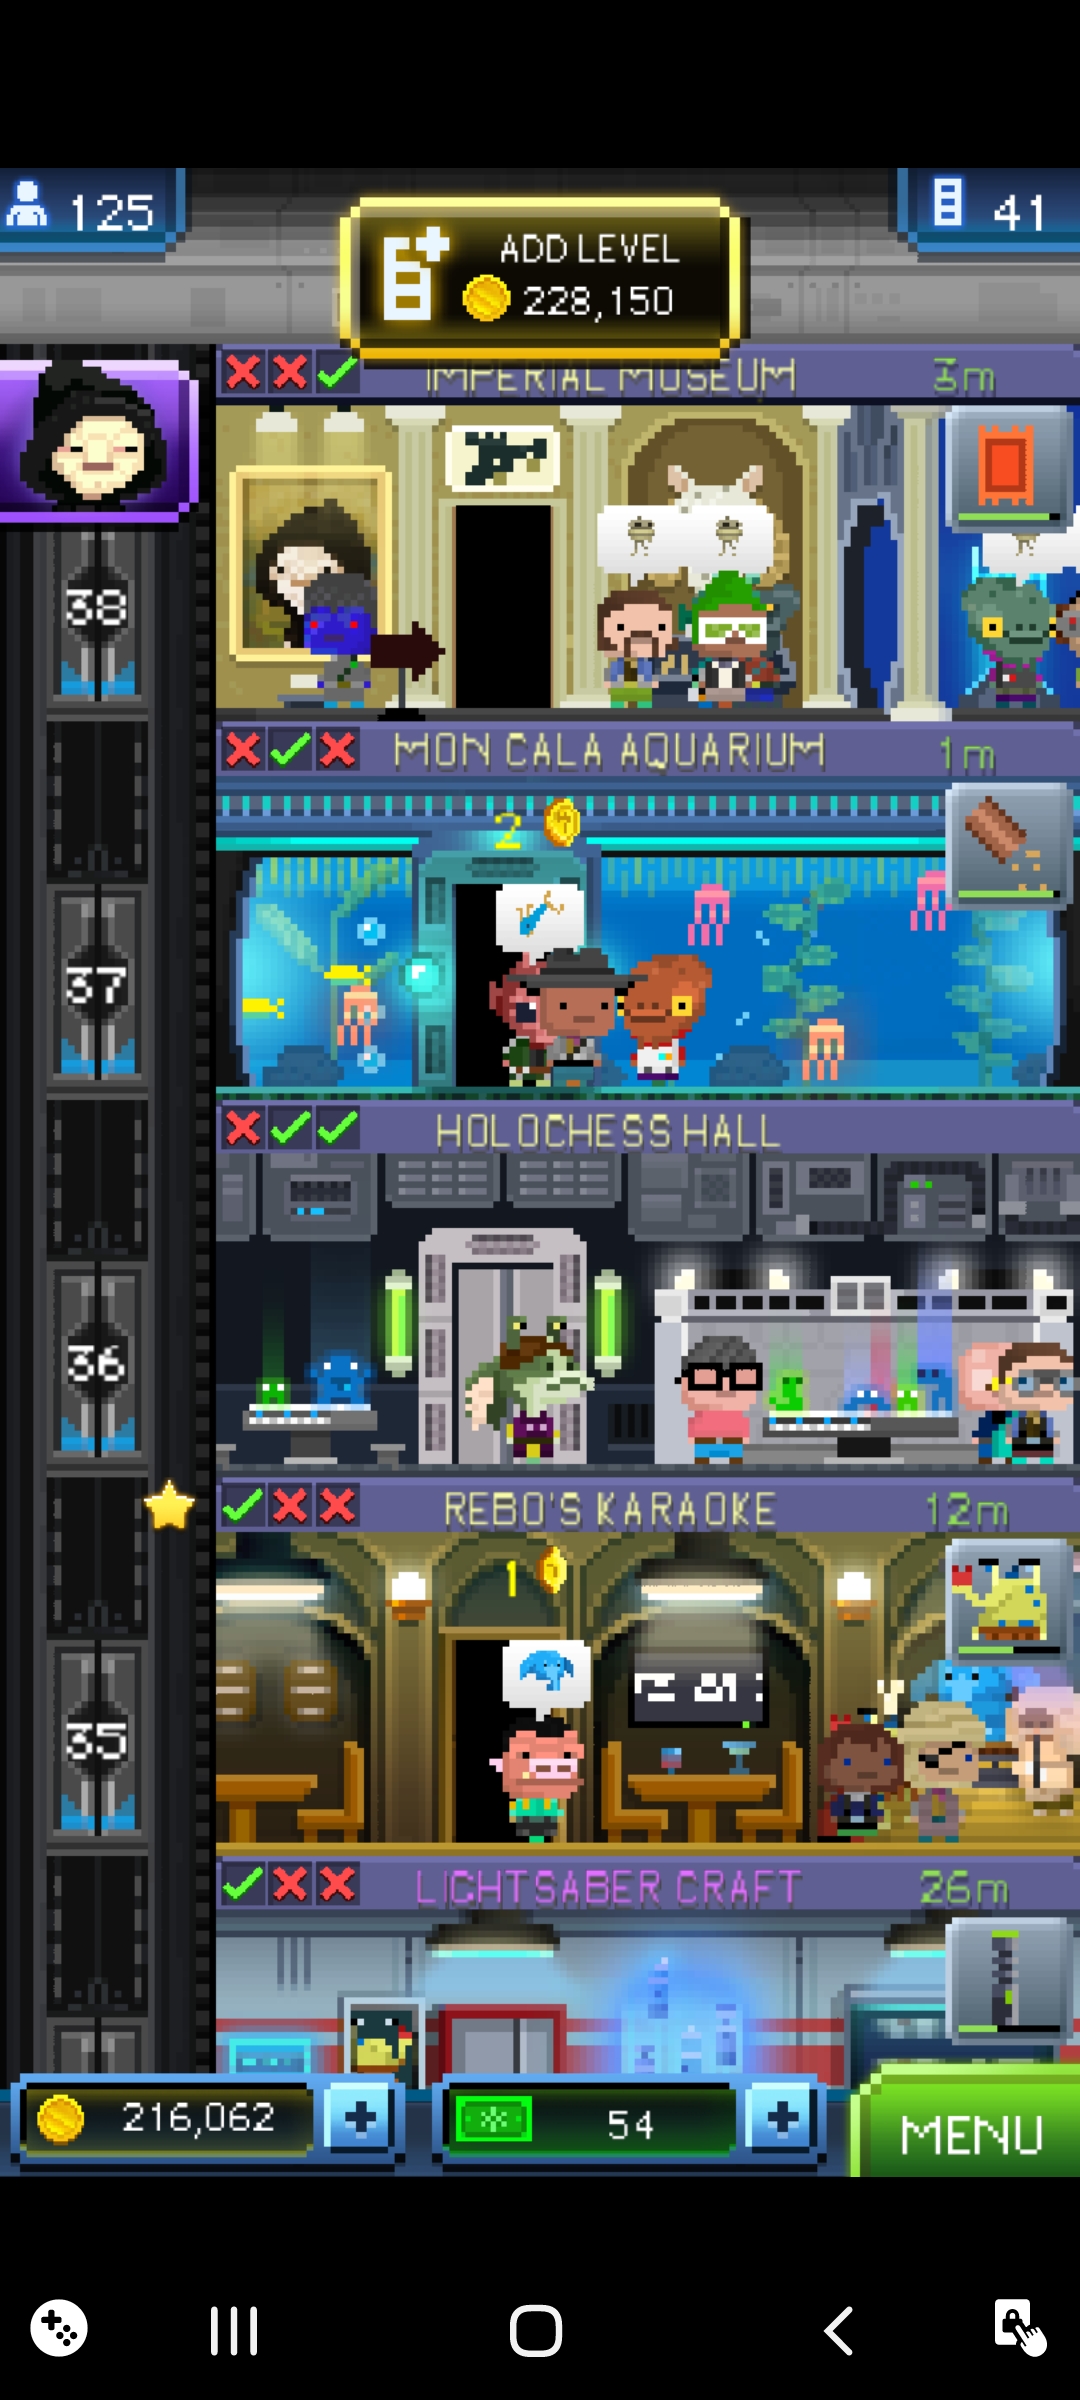 125
ADD LEVEL
228,150
41
IMPERIAL MUSEUM
3m
38
MON CALA AQUARIUM
1m
2
37
HOLOCHESS HALL
36
REBO'S KARAOKE
12m
1
35
LIGHTSABER CRAFT
26m
216,062
54
MENU